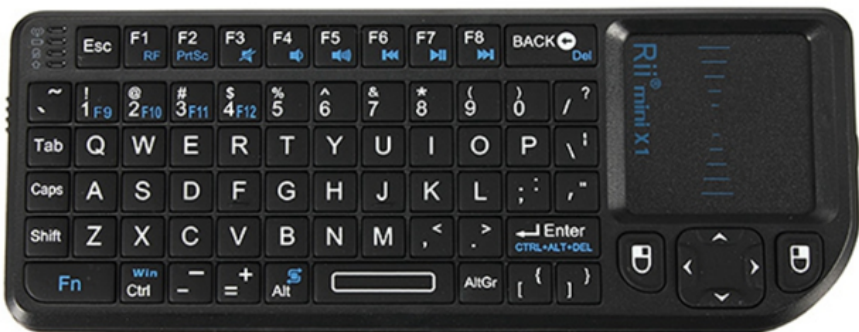 Esc F1 RF F2 PrtSc F3 F4 F5 F6 F7 F8 BACK Del
` ~ ! 1 F9 @ 2 F10 # 3 F11 $ 4 F12 % 5 ^ 6 & 7 * 8 ( 9 ) 0 / ?
Tab Q W E R T Y U I O P \ ¦
Caps A S D F G H J K L ; : , "
Shift Z X C V B N M , < . > Enter CTRL+ALT+DEL
Fn Win Ctrl - — = + Alt AltGr [ { ] }
Rii® mini X1